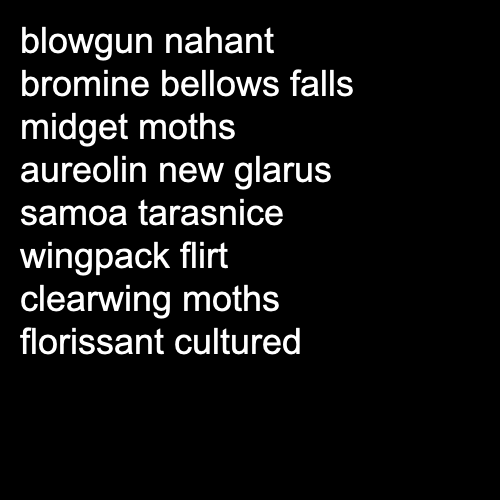 blowgun nahant
bromine bellows falls
midget moths
aureolin new glarus
samoa tarasnice
wingpack flirt
clearwing moths
florissant cultured